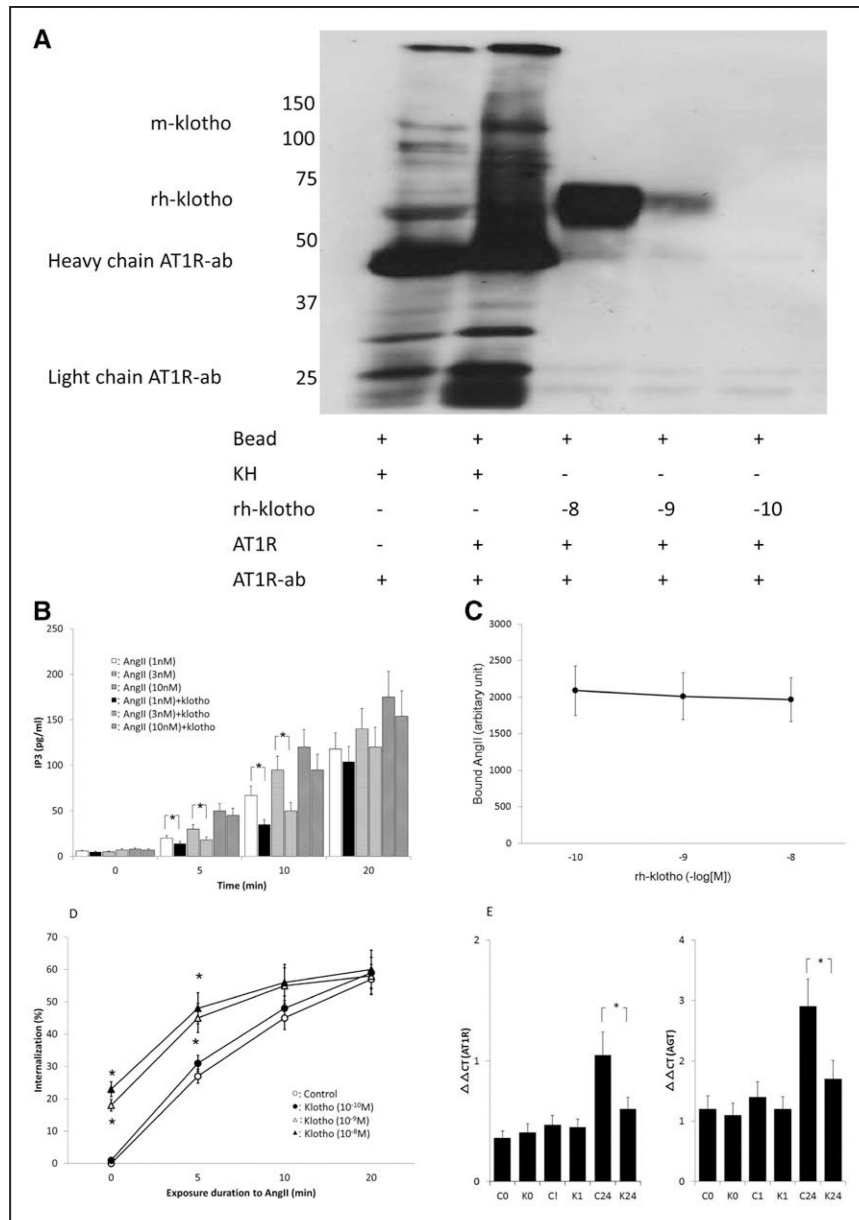 A
m-klotho
rh-klotho
Heavy chain AT1R-ab
Light chain AT1R-ab
150
100
75
50
37
25
Bead + + + + +
KH + + - - -
rh-klotho - - -8 -9 -10
AT1R - + + + +
AT1R-ab + + + + +
B
IP3 (pg/ml)
250
200
150
100
50
0
: AngII (1nM)
: AngII (3nM)
: AngII (10nM)
: AngII (1nM)+klotho
: AngII (3nM)+klotho
: AngII (10nM)+klotho
* * * *
0 5 10 20
Time (min)
C
Bound AngII (arbitary unit)
3000
2500
2000
1500
1000
500
0
-10 -9 -8
rh-klotho (-log[M])
D
Internalization (%)
70
60
50
40
30
20
10
0
* * * *
: Control
: Klotho (10⁻¹⁰M)
: Klotho (10⁻⁹M)
: Klotho (10⁻⁸M)
0 5 10 20
Exposure duration to AngII (min)
E
△△CT (AT1R)
2
1
0
*
C0 K0 C! K1 C24 K24
△△CT (AGT)
4
3
2
1
0
*
C0 K0 C1 K1 C24 K24